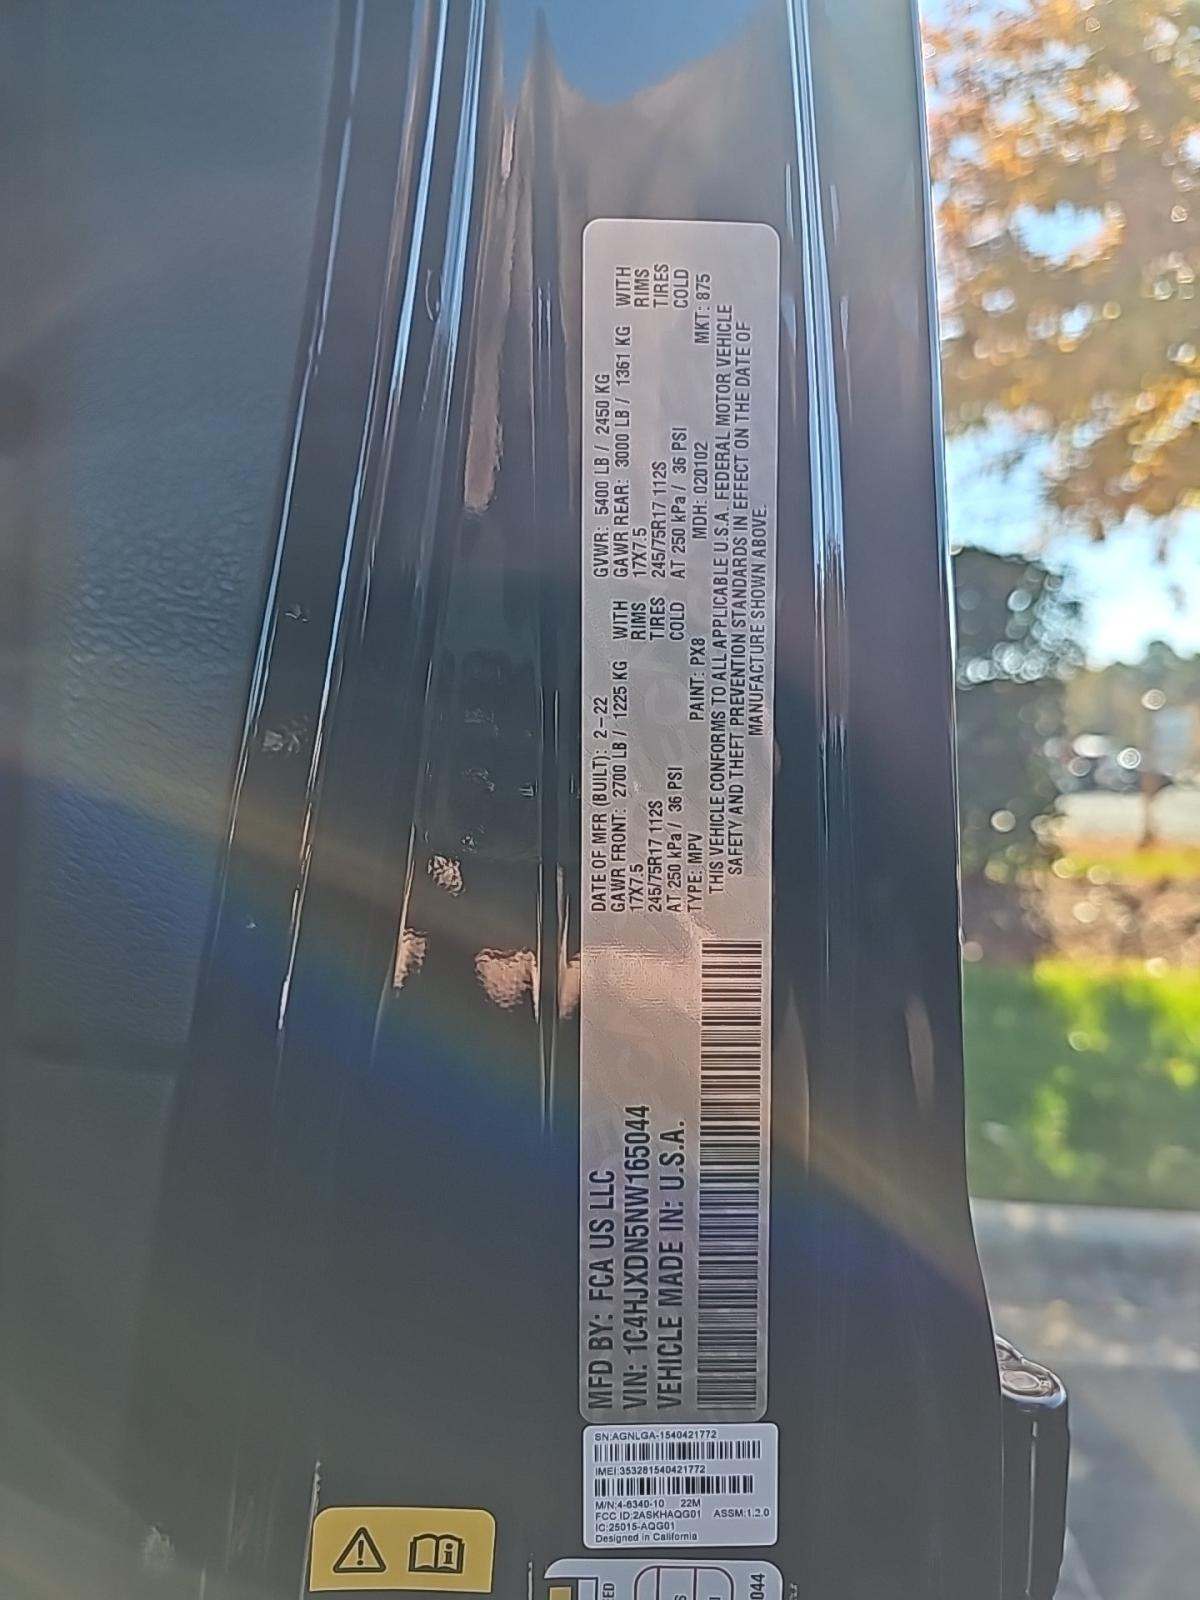 MFD BY: FCA US LLC
VIN: 1C4HJXDN5NW165044
VEHICLE MADE IN: U.S.A.
DATE OF MFR (BUILT): 2-22 GVWR: 5400 LB / 2450 KG
GAWR FRONT: 2700 LB / 1225 KG WITH GAWR REAR: 3000 LB / 1361 KG WITH
17X7.5 RIMS 17X7.5 RIMS
245/75R17 112S TIRES 245/75R17 112S TIRES
AT 250 kPa / 36 PSI COLD AT 250 kPa / 36 PSI COLD
TYPE: MPV PAINT: PX8 MDH: 020102 MKT: 875
THIS VEHICLE CONFORMS TO ALL APPLICABLE U.S.A. FEDERAL MOTOR VEHICLE
SAFETY AND THEFT PREVENTION STANDARDS IN EFFECT ON THE DATE OF
MANUFACTURE SHOWN ABOVE.
SN:AGNLGA-1540421772
IMEI:353281540421772
M/N:4-6340-10 22M
FCC ID:2ASKHAQG01 ASSM:1.2.0
IC:25015-AQG01
Designed in California
044